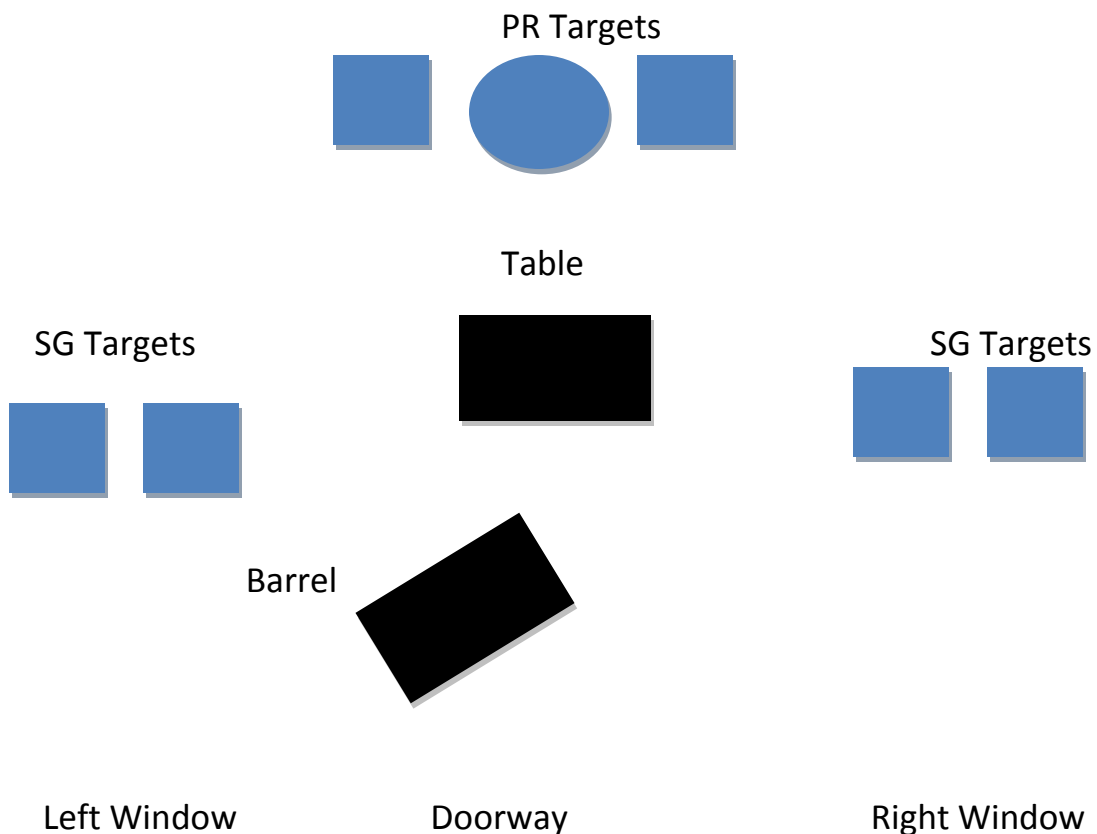 PR Targets
Table
SG Targets
SG Targets
Barrel
Left Window
Doorway
Right Window